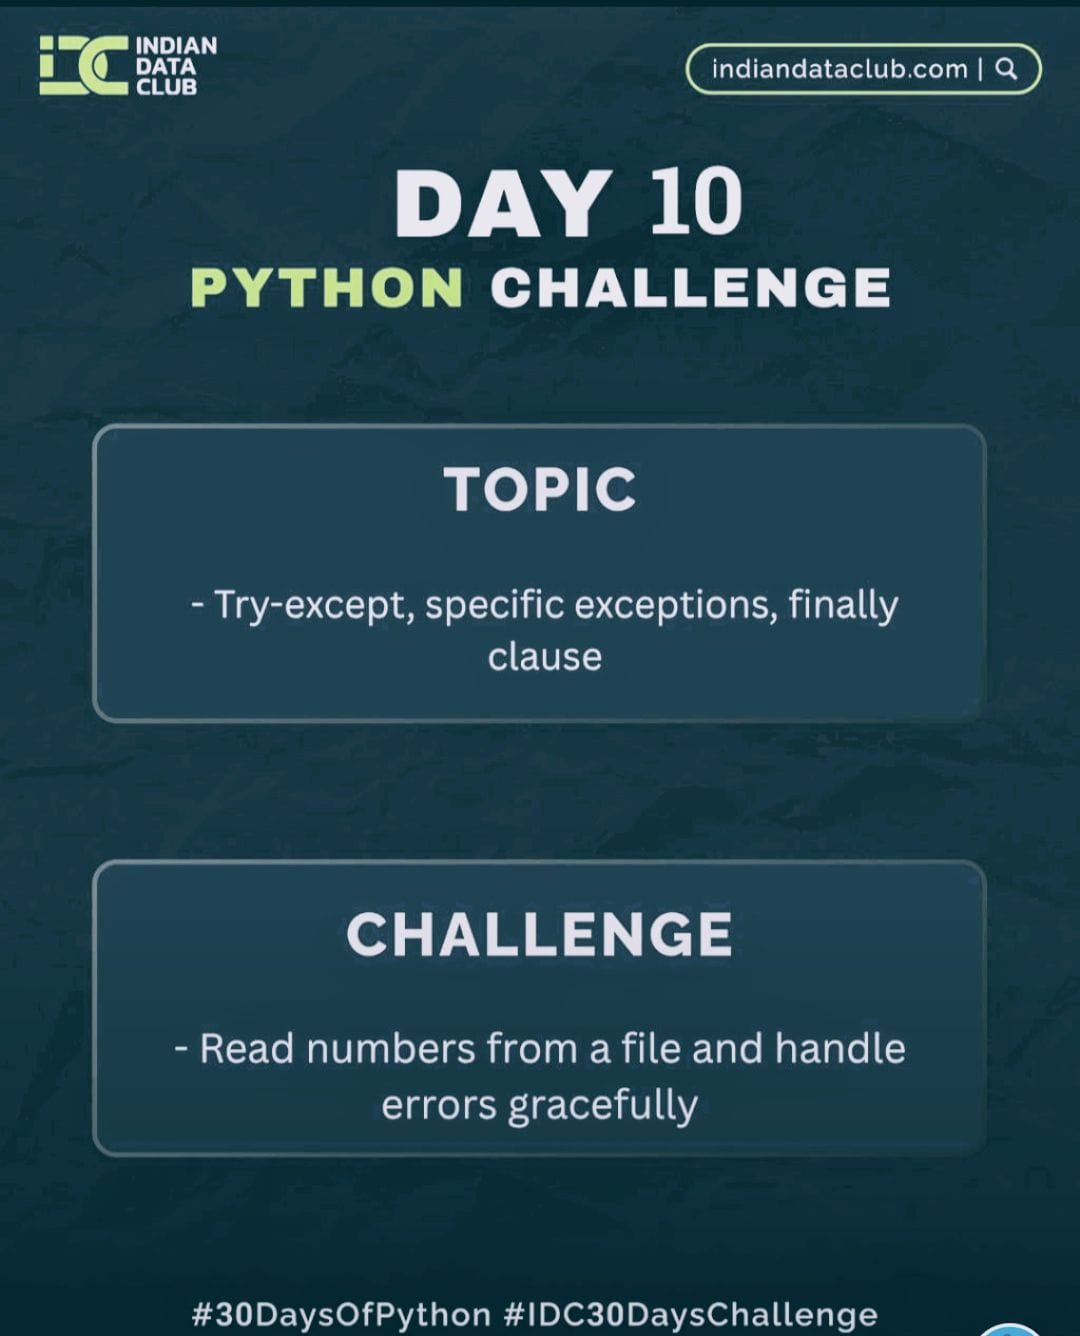 INDIAN
DATA
CLUB
indiandataclub.com |
DAY 10
PYTHON CHALLENGE
TOPIC
- Try-except, specific exceptions, finally
clause
CHALLENGE
- Read numbers from a file and handle
errors gracefully
#30DaysOfPython #IDC30DaysChallenge